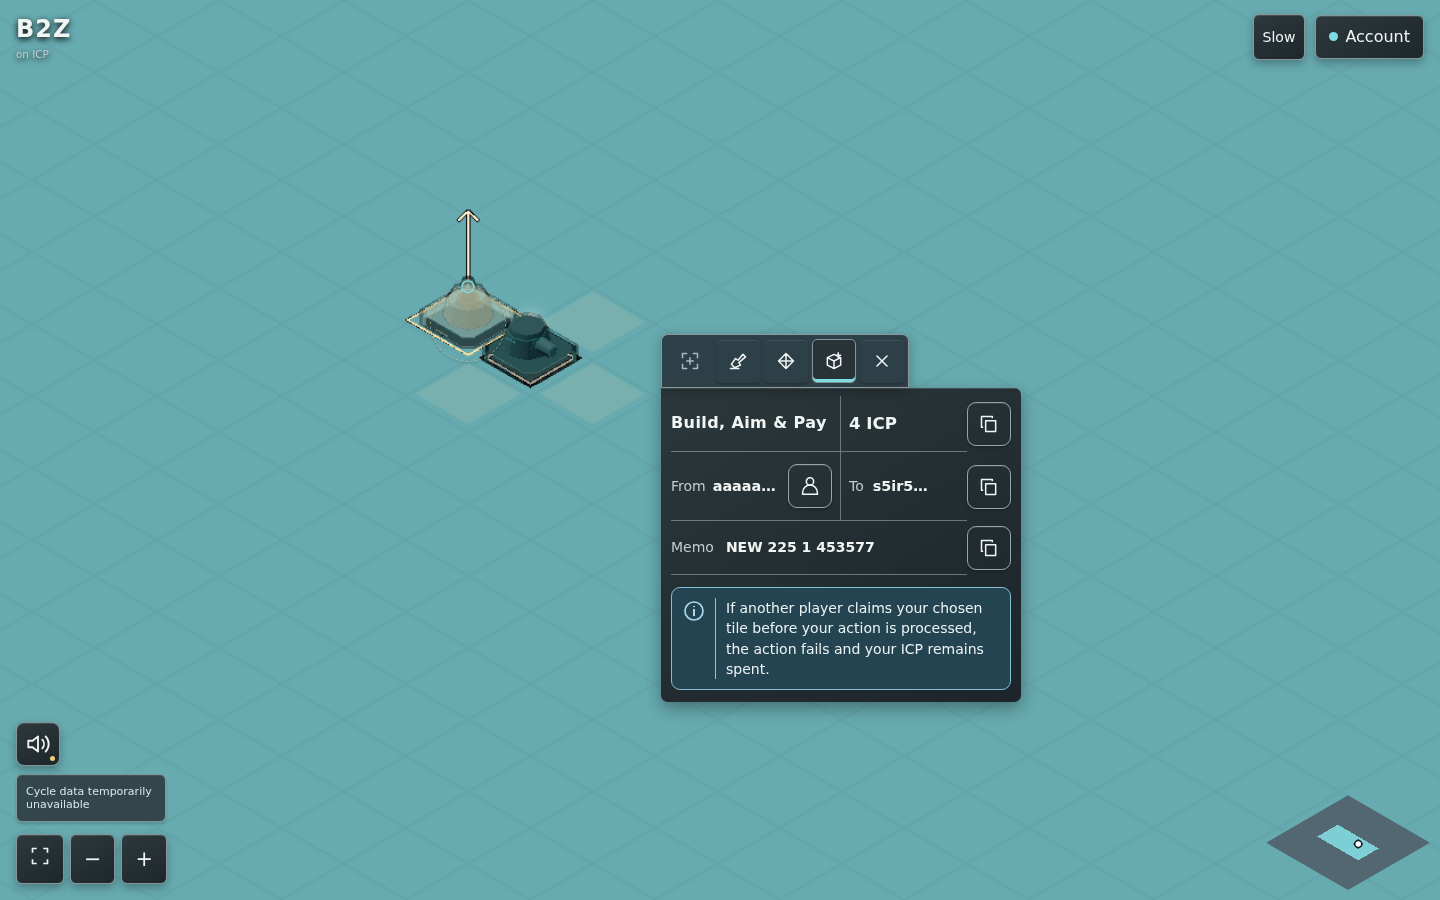 B2Z
on ICP
Slow
Account
Build, Aim & Pay
4 ICP
From aaaaa...
To s5ir5...
Memo NEW 225 1 453577
If another player claims your chosen
tile before your action is processed,
the action fails and your ICP remains
spent.
Cycle data temporarily
unavailable